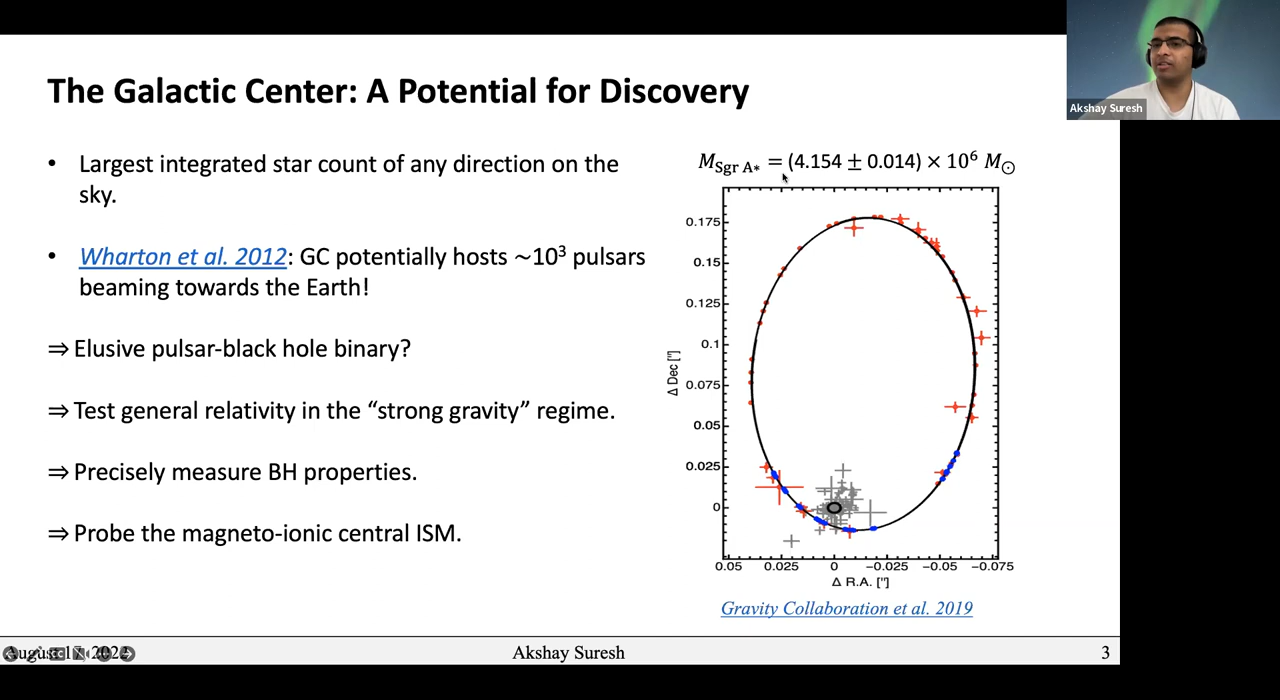 The Galactic Center: A Potential for Discovery
Akshay Suresh
• Largest integrated star count of any direction on the
sky.
• Wharton et al. 2012: GC potentially hosts ~10³ pulsars
beaming towards the Earth!
⇒ Elusive pulsar-black hole binary?
⇒ Test general relativity in the “strong gravity” regime.
⇒ Precisely measure BH properties.
⇒ Probe the magneto-ionic central ISM.
M_Sgr A* = (4.154 ± 0.014) × 10⁶ M_⊙
0.175
0.15
0.125
0.1
0.075
0.05
0.025
0
Δ Dec ["]
0.05 0.025 0 −0.025 −0.05 −0.075
Δ R.A. ["]
Gravity Collaboration et al. 2019
Akshay Suresh
3